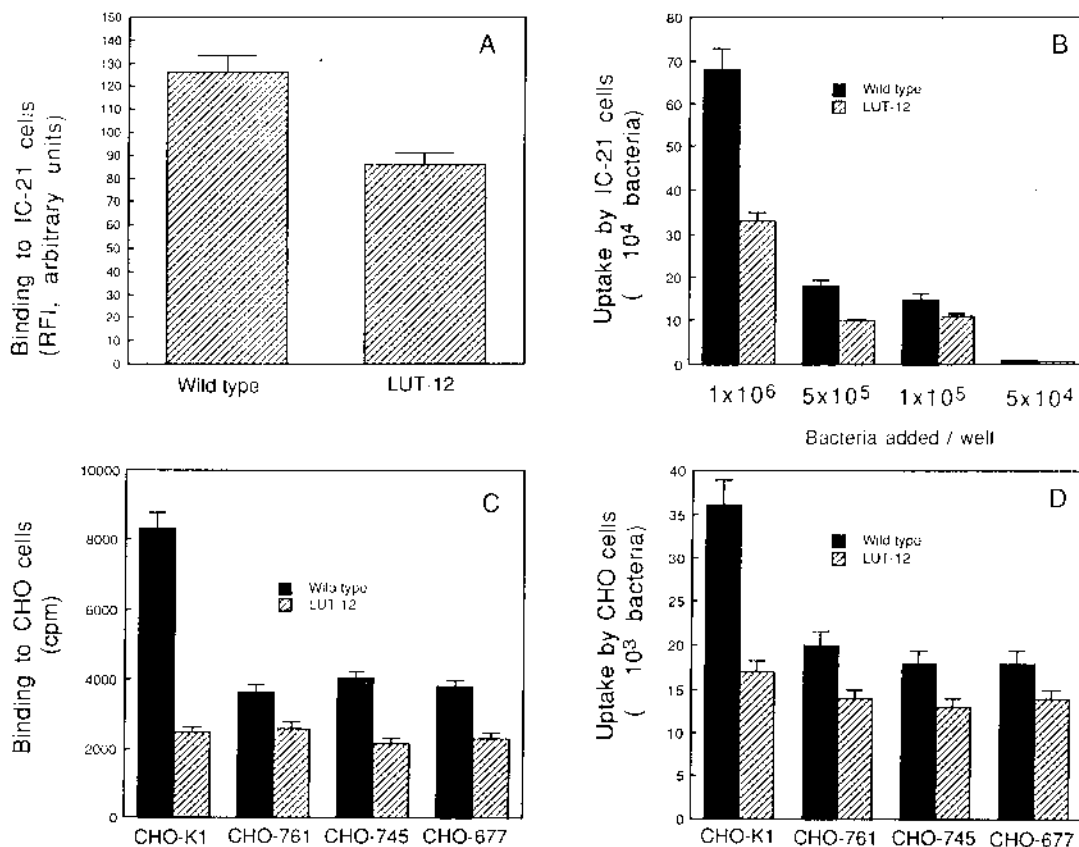 A
Binding to IC-21 cells
(RFI, arbitrary units)
150
140
130
120
110
100
90
80
70
60
50
40
30
20
10
0
Wild type
LUT-12
B
Uptake by IC-21 cells
( 10⁴ bacteria)
70
60
50
40
30
20
10
0
Wild type
LUT-12
1x10⁶
5x10⁵
1x10⁵
5x10⁴
Bacteria added / well
C
Binding to CHO cells
(cpm)
10000
8000
6000
4000
2000
0
Wild type
LUT-12
CHO-K1
CHO-761
CHO-745
CHO-677
D
Uptake by CHO cells
( 10³ bacteria)
40
35
30
25
20
15
10
5
0
Wild type
LUT-12
CHO-K1
CHO-761
CHO-745
CHO-677